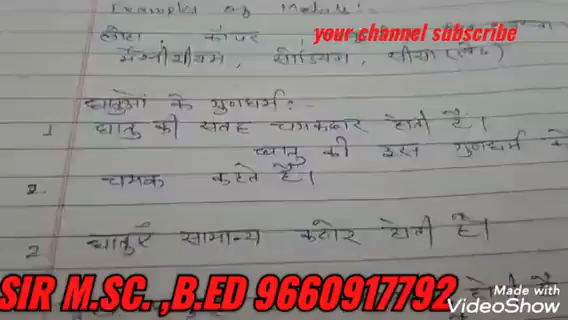 Examples of Metals :-
लोहा, कॉपर
your channel subscribe
मैग्नीशियम, सोडियम, सीसा (लैड)
धातुओं के गुणधर्म :-
1 धातु की सतह चमकदार होती है।
धातु की इस गुणधर्म को
2. चमक कहते है।
2 धातुएँ सामान्य कठोर होती है।
होती है
SIR M.SC. ,B.ED 9660917792
Made with
VideoShow